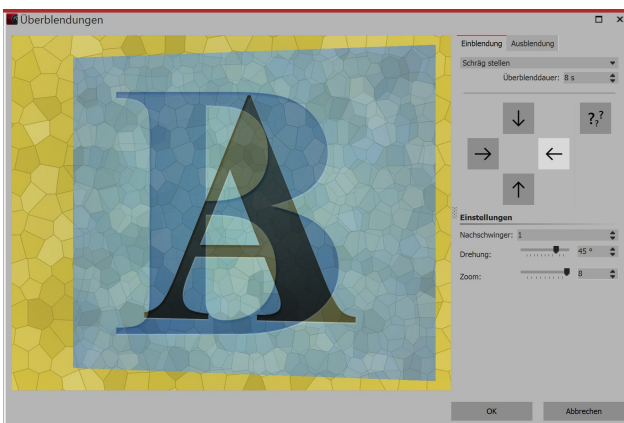 Überblendungen
Einblendung Ausblendung
Schräg stellen
Überblenddauer: 8 s
↓ ???
→ ←
↑
Einstellungen
Nachschwinger: 1
Drehung: 45 °
Zoom: 8
B
A
OK Abbrechen